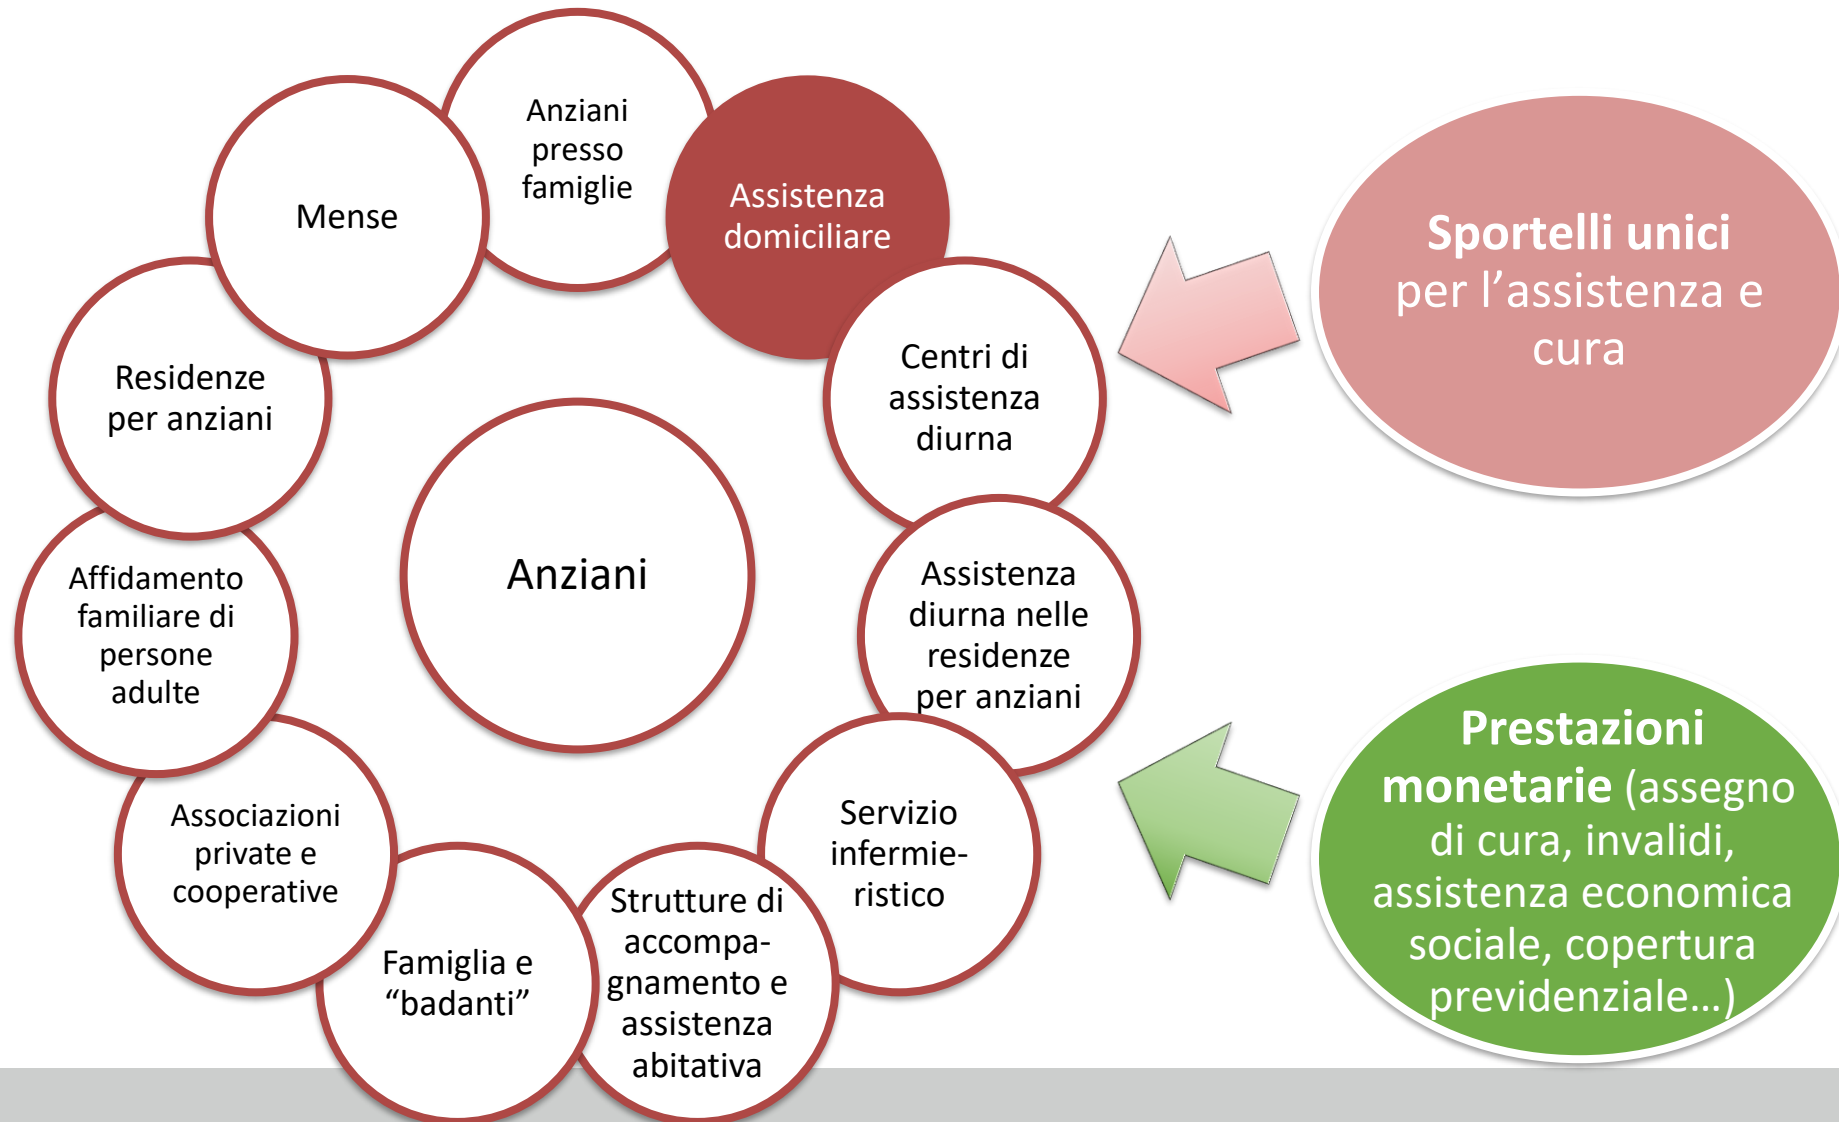 Anziani
presso
famiglie
Assistenza
domiciliare
Centri di
assistenza
diurna
Assistenza
diurna nelle
residenze
per anziani
Servizio
infermie-
ristico
Strutture di
accompa-
gnamento e
assistenza
abitativa
Famiglia e
“badanti”
Associazioni
private e
cooperative
Affidamento
familiare di
persone
adulte
Residenze
per anziani
Mense
Anziani
Sportelli unici
per l’assistenza e
cura
Prestazioni
monetarie (assegno
di cura, invalidi,
assistenza economica
sociale, copertura
previdenziale…)